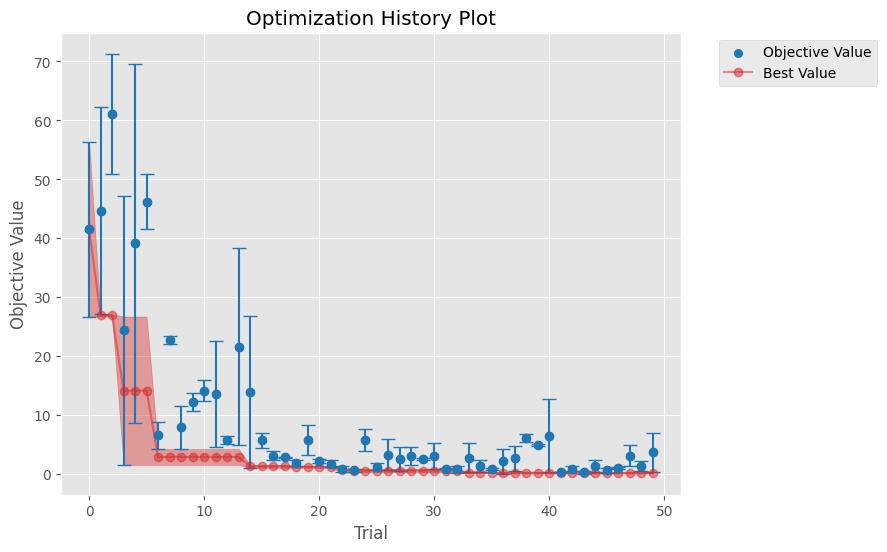 Optimization History Plot
Objective Value
Best Value
Objective Value
70
60
50
40
30
20
10
0
0 10 20 30 40 50
Trial